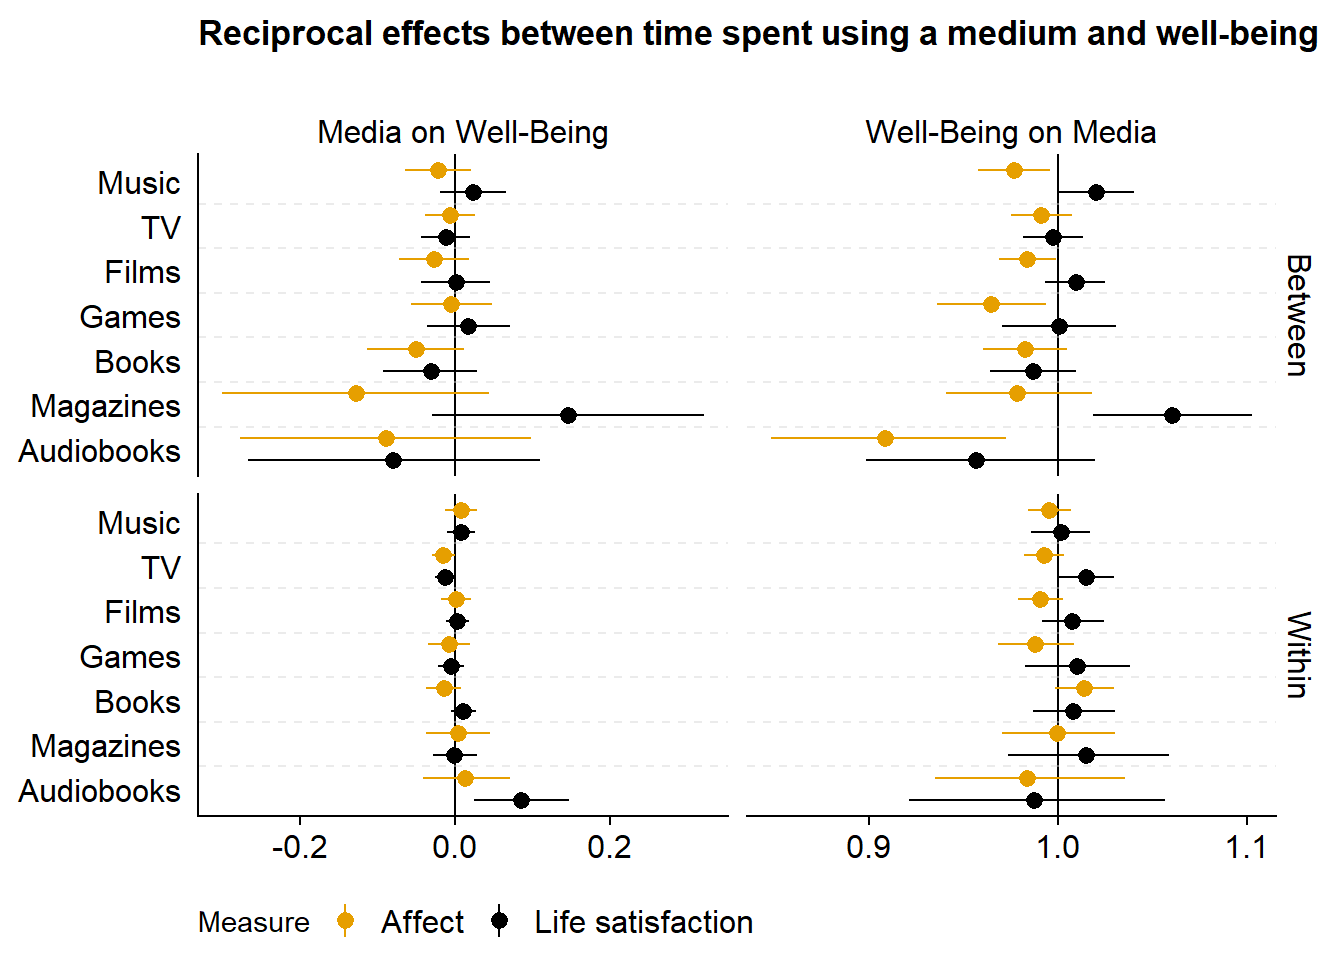 Reciprocal effects between time spent using a medium and well-being
Media on Well-Being
Well-Being on Media
Music
TV
Films
Games
Books
Magazines
Audiobooks
Between
Music
TV
Films
Games
Books
Magazines
Audiobooks
Within
-0.2 0.0 0.2
0.9 1.0 1.1
Measure Affect Life satisfaction